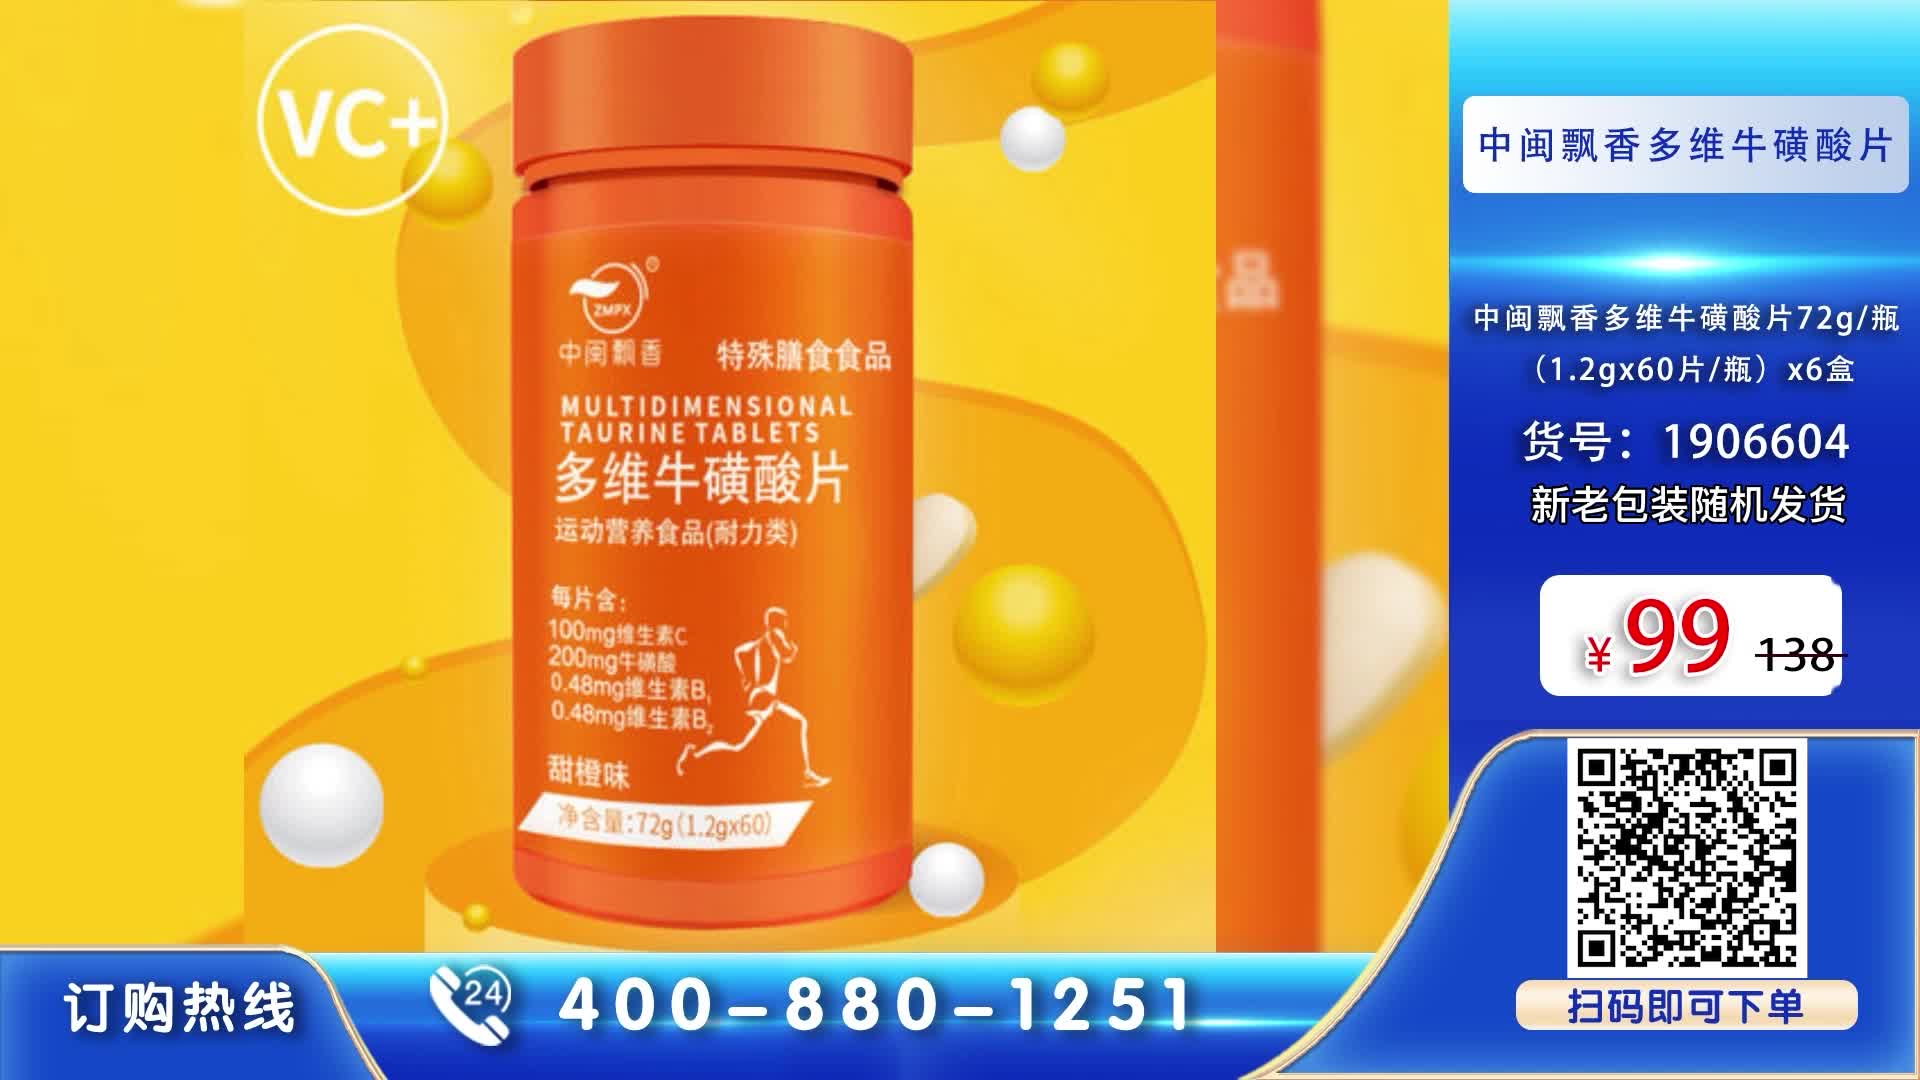 VC+
ZMPX
中闽飘香
特殊膳食食品
MULTIDIMENSIONAL
TAURINE TABLETS
多维牛磺酸片
运动营养食品(耐力类)
每片含:
100mg维生素C
200mg牛磺酸
0.48mg维生素B1
0.48mg维生素B2
甜橙味
净含量:72g(1.2gx60)
品
中闽飘香多维牛磺酸片
中闽飘香多维牛磺酸片72g/瓶
（1.2gx60片/瓶）x6盒
货号：1906604
新老包装随机发货
¥99 138
扫码即可下单
订购热线
24
400-880-1251